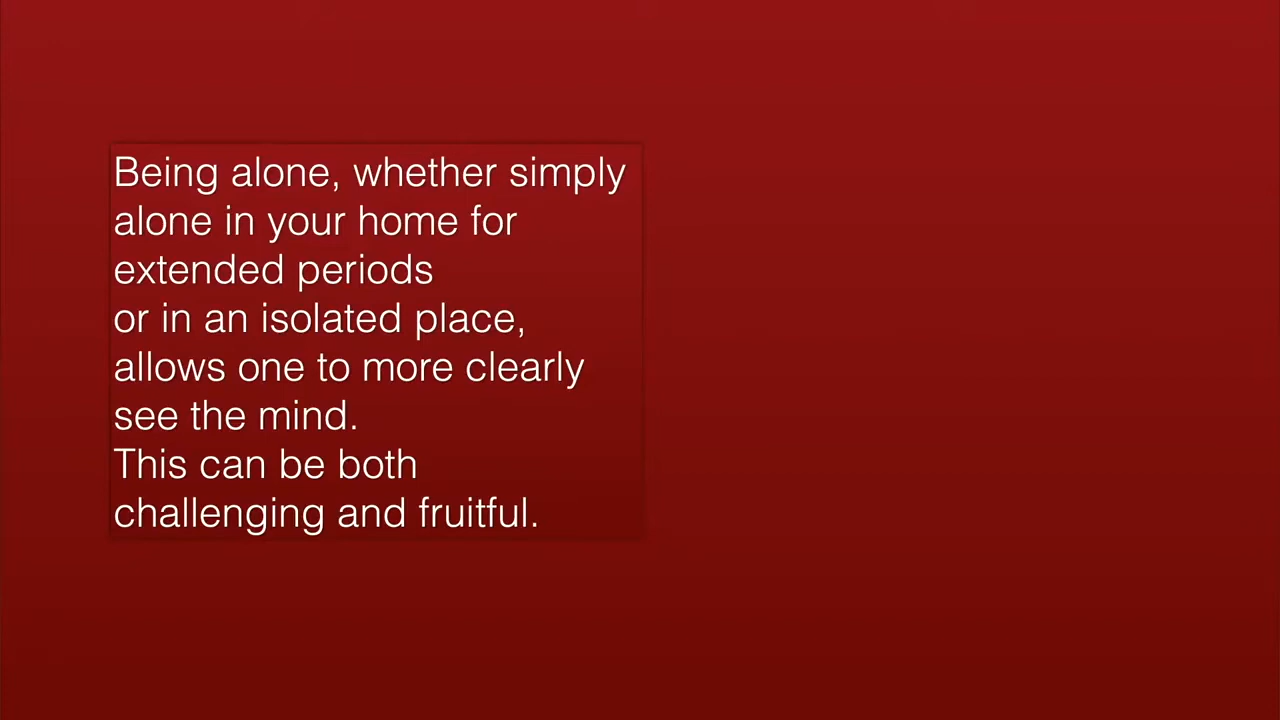 Being alone, whether simply
alone in your home for
extended periods
or in an isolated place,
allows one to more clearly
see the mind.
This can be both
challenging and fruitful.